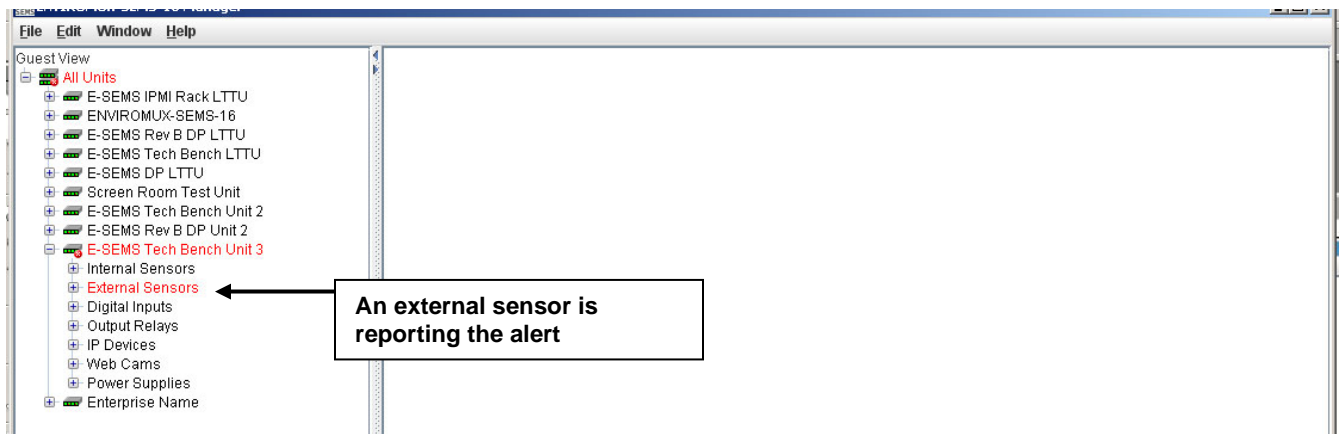 File Edit Window Help
Guest View
All Units
E-SEMS IPMI Rack LTTU
ENVIROMUX-SEMS-16
E-SEMS Rev B DP LTTU
E-SEMS Tech Bench LTTU
E-SEMS DP LTTU
Screen Room Test Unit
E-SEMS Tech Bench Unit 2
E-SEMS Rev B DP Unit 2
E-SEMS Tech Bench Unit 3
Internal Sensors
External Sensors
Digital Inputs
Output Relays
IP Devices
Web Cams
Power Supplies
Enterprise Name
An external sensor is
reporting the alert